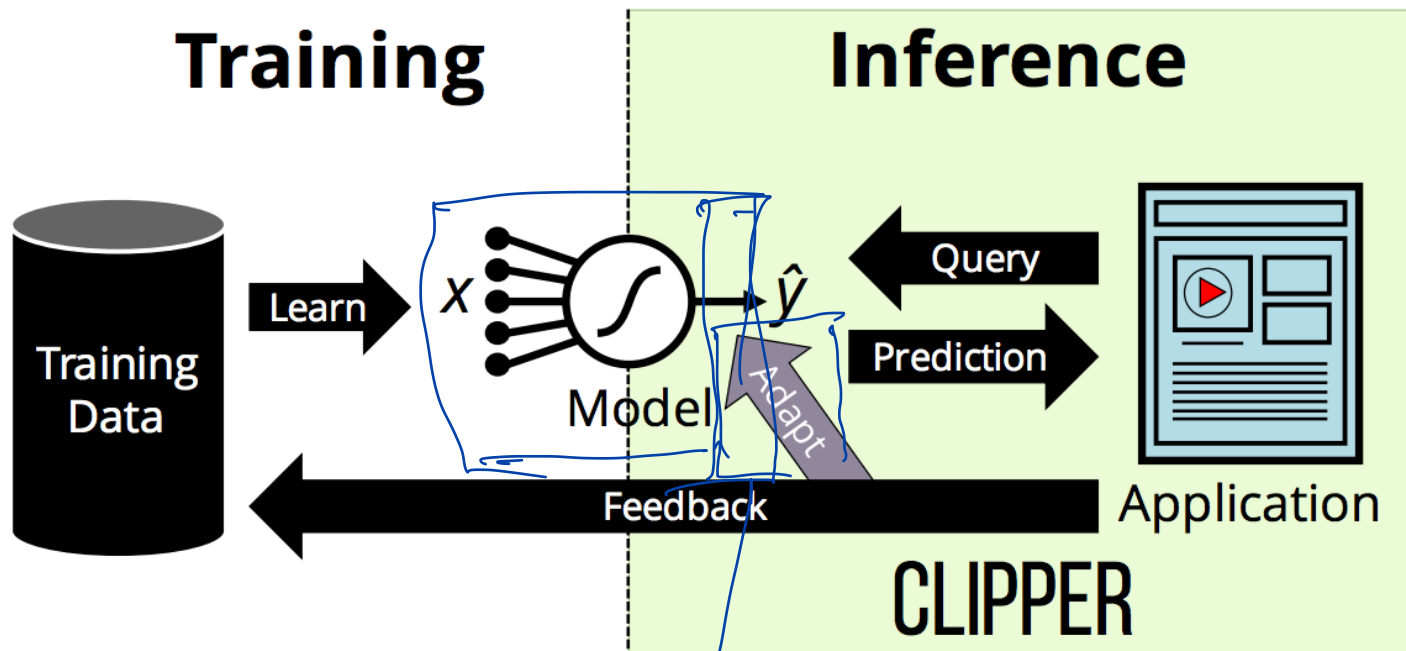 Training
Inference
Training
Data
Learn
x
ŷ
Model
Adapt
Query
Prediction
Feedback
Application
CLIPPER